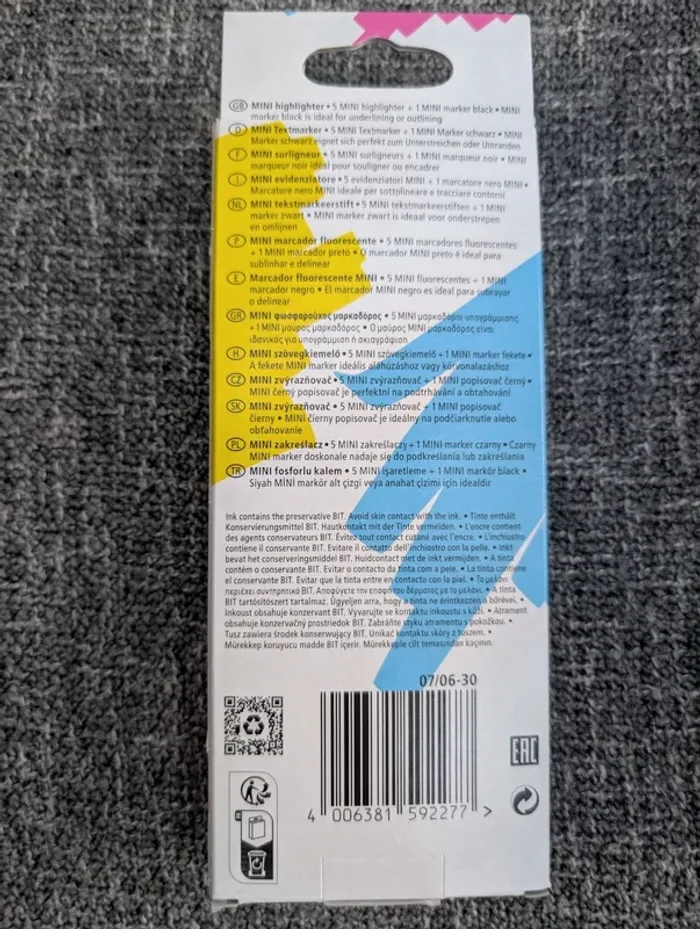 GB MINI highlighter • 5 MINI highlighter + 1 MINI marker black • MINI
marker black is ideal for underlining or outlining
D MINI Textmarker • 5 MINI Textmarker + 1 MINI Marker schwarz • MINI
Marker schwarz eignet sich perfekt zum Unterstreichen oder Umranden
F MINI surligneur • 5 MINI surligneurs + 1 MINI marqueur noir • MINI
marqueur noir idéal pour souligner ou encadrer
I MINI evidenziatore • 5 evidenziatori MINI + 1 marcatore nero MINI •
Marcatore nero MINI ideale per sottolineare e tracciare contorni
NL MINI tekstmarkeerstift • 5 MINI tekstmarkeerstiften + 1 MINI
marker zwart • MINI marker zwart is ideaal voor onderstrepen
en omlijnen
P MINI marcador fluorescente • 5 MINI marcadores fluorescentes
+ 1 MINI marcador preto • O marcador MINI preto é ideal para
sublinhar e delinear
E Marcador fluorescente MINI • 5 MINI fluorescentes + 1 MINI
marcador negro • El marcador MINI negro es ideal para subrayar
o delinear
GR MINI φωσφορούχος μαρκαδόρος • 5 MINI μαρκαδόροι υπογράμμισης
+ 1 MINI μαύρος μαρκαδόρος • Ο μαύρος MINI μαρκαδόρος είναι
ιδανικός για υπογράμμιση ή σκιαγράφιση
H MINI szövegkiemelő • 5 MINI szövegkiemelő + 1 MINI marker fekete •
A fekete MINI marker ideális aláhúzáshoz vagy körvonalazáshoz
CZ MINI zvýrazňovač • 5 MINI zvýrazňovač + 1 MINI popisovač černý •
MINI černý popisovač je perfektní na podtrhávání a obtahování
SK MINI zvýrazňovač • 5 MINI zvýrazňovač + 1 MINI popisovač
čierny • MINI čierny popisovač je ideálny na podčiarknutie alebo
obťahovanie
PL MINI zakreślacz • 5 MINI zakreślaczy + 1 MINI marker czarny • Czarny
MINI marker doskonale nadaje się do podkreślania lub zakreślania
TR MINI fosforlu kalem • 5 MINI işaretleme + 1 MINI markör black •
Siyah MİNİ markör alt çizgi veya anahat çizimi için idealdir
Ink contains the preservative BIT. Avoid skin contact with the ink. • Tinte enthält
Konservierungsmittel BIT. Hautkontakt mit der Tinte vermeiden. • L'encre contient
des agents conservateurs BIT. Évitez tout contact cutané avec l'encre. • L'inchiostro
contiene il conservante BIT. Evitare il contatto dell'inchiostro con la pelle. • Inkt
bevat het conserveringsmiddel BIT. Huidcontact met de inkt vermijden. • A tinta
contém o conservante BIT. Evitar o contacto da tinta com a pele. • La tinta contiene
el conservante BIT. Evitar que la tinta entre en contacto con la piel. • Το μελάνι
περιέχει συντηρητικό BIT. Αποφύγετε την επαφή του δέρματος με το μελάνι. • A tinta
BIT tartósítószert tartalmaz. Ügyeljen arra, hogy a tinta ne érintkezzen a bőrével. •
Inkoust obsahuje konzervant BIT. Vyvarujte se kontaktu inkoustu s kůží. • Atrament
obsahuje konzervačný prostriedok BIT. Zabráňte styku atramentu s pokožkou. •
Tusz zawiera środek konserwujący BIT. Unikać kontaktu skóry z tuszem. •
Mürekkep koruyucu madde BIT içerir. Mürekkeple cilt temasından kaçının.
07/06-30
EAC
4 006381 592277 >